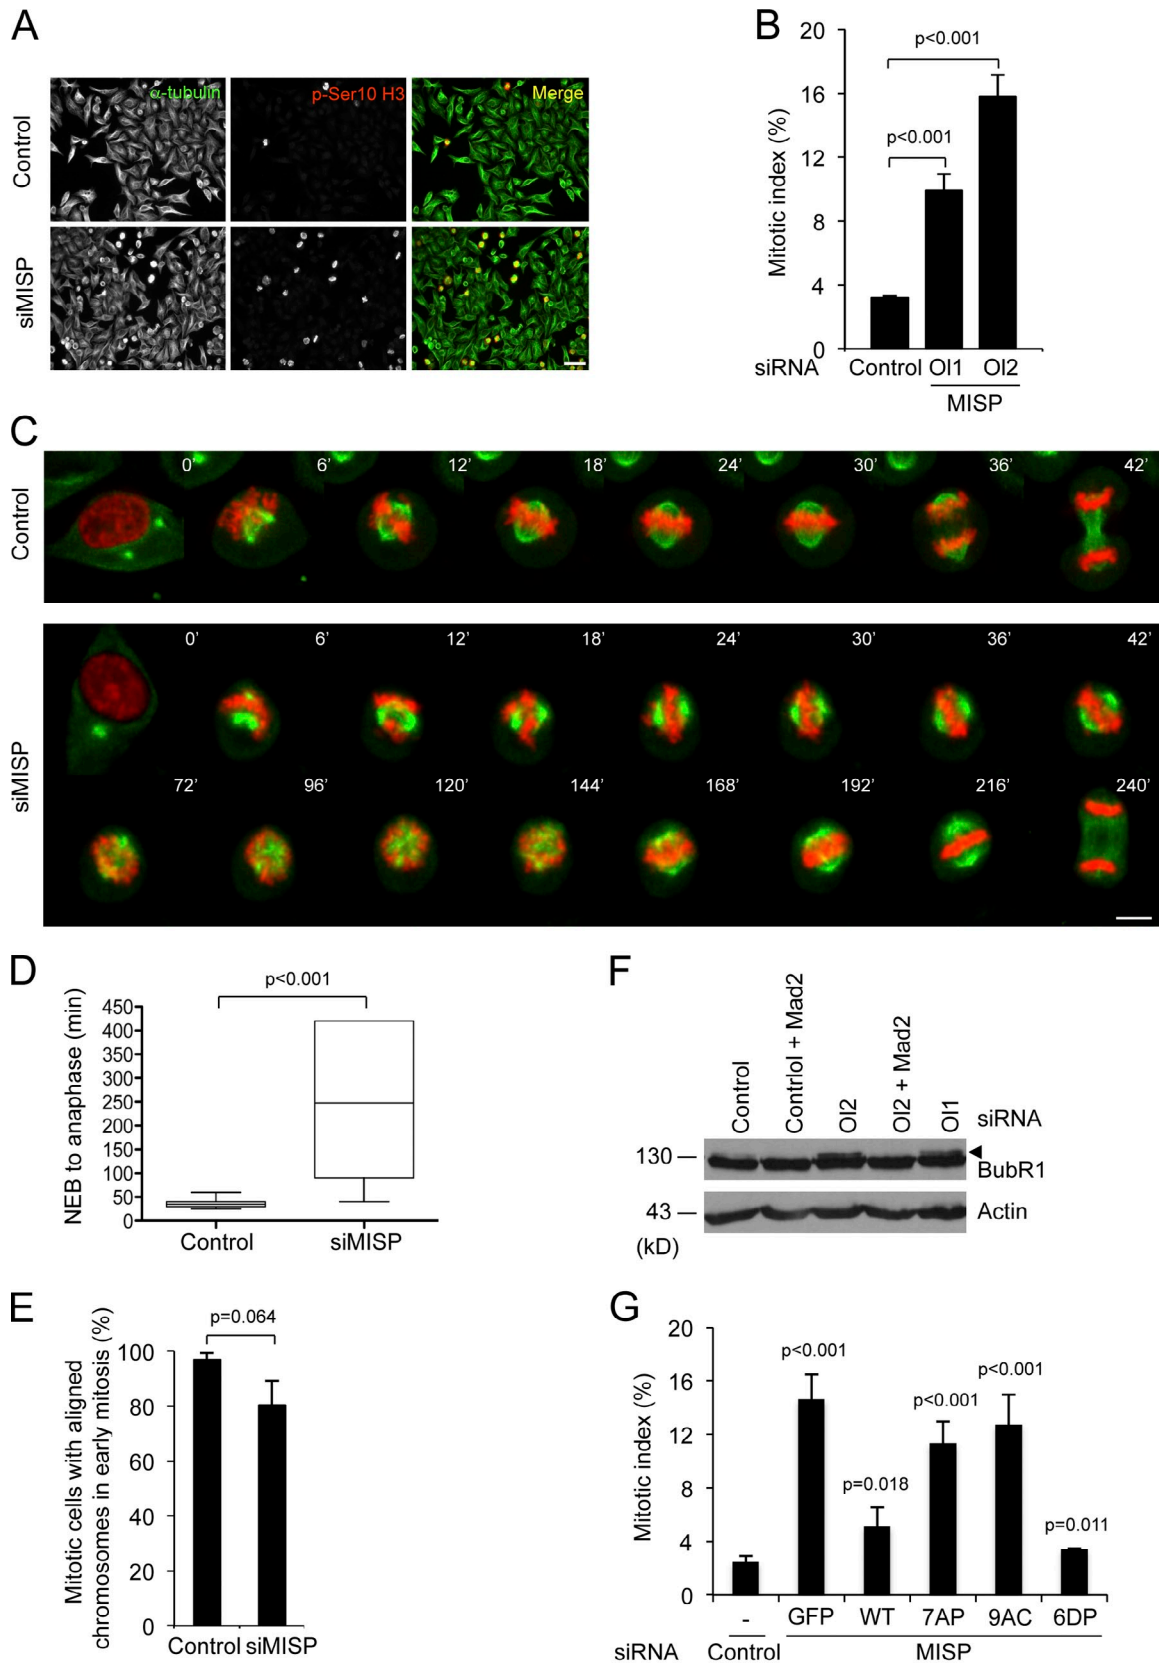 A
α-tubulin
p-Ser10 H3
Merge
Control
siMISP
B
Mitotic index (%)
20
16
12
8
4
0
p<0.001
p<0.001
siRNA
Control
Ol1
Ol2
MISP
C
Control
0’ 6’ 12’ 18’ 24’ 30’ 36’ 42’
siMISP
0’ 6’ 12’ 18’ 24’ 30’ 36’ 42’
72’ 96’ 120’ 144’ 168’ 192’ 216’ 240’
D
NEB to anaphase (min)
p<0.001
450
400
350
300
250
200
150
100
50
0
Control
siMISP
F
Control
Contrlol + Mad2
Ol2
Ol2 + Mad2
Ol1
siRNA
130
BubR1
43
Actin
(kD)
E
Mitotic cells with aligned
chromosomes in early mitosis (%)
p=0.064
100
80
60
40
20
0
Control
siMISP
G
Mitotic index (%)
20
16
12
8
4
0
p<0.001
p=0.018
p<0.001
p<0.001
p=0.011
- GFP WT 7AP 9AC 6DP
siRNA Control MISP